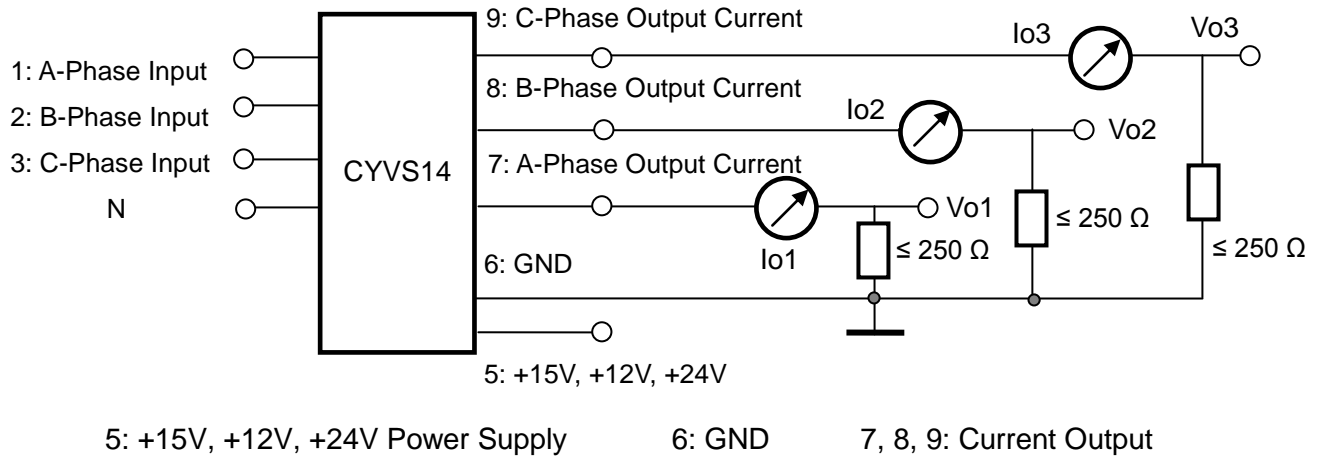 9: C-Phase Output Current
Io3
Vo3
1: A-Phase Input
8: B-Phase Output Current
Io2
2: B-Phase Input
Vo2
3: C-Phase Input
CYVS14
7: A-Phase Output Current
N
Vo1
≤ 250 Ω
≤ 250 Ω
≤ 250 Ω
Io1
6: GND
5: +15V, +12V, +24V
5: +15V, +12V, +24V Power Supply 6: GND 7, 8, 9: Current Output